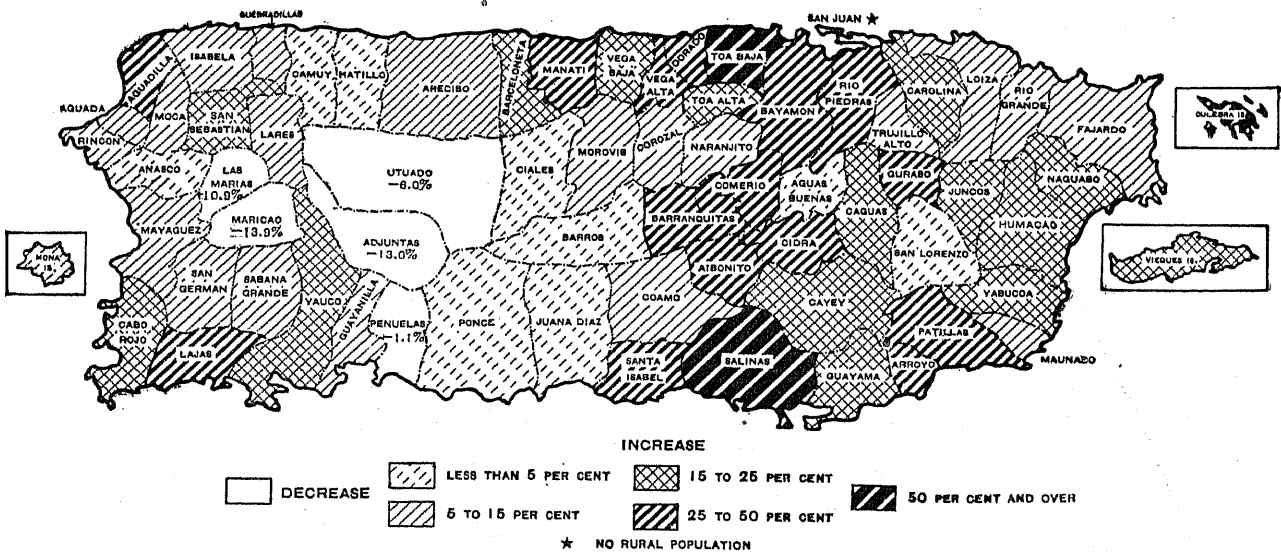 QUEBRADILLAS
SAN JUAN ★
ISABELA
CAMUY
HATILLO
ARECIBO
BARCELONETA
MANATI
VEGA BAJA
VEGA ALTA
DORADO
TOA BAJA
TOA ALTA
BAYAMON
RIO PIEDRAS
CAROLINA
LOIZA
RIO GRANDE
FAJARDO
CULEBRA IS.
AGUADILLA
AGUADA
RINCON
MOCA
SAN SEBASTIAN
LARES
ANASCO
LAS MARIAS
-10.9%
UTUADO
-6.0%
CIALES
MOROVIS
COROZAL
NARANJITO
TRUJILLO ALTO
GURABO
JUNCOS
NAGUABO
HUMACAO
COMERIO
AGUAS BUENAS
CAGUAS
BARRANQUITAS
CIDRA
SAN LORENZO
MARICAO
-13.9%
MAYAGUEZ
ADJUNTAS
-13.0%
BARROS
AIBONITO
VIEQUES IS.
MONA IS.
SAN GERMAN
SABANA GRANDE
YAUCO
GUAYANILLA
PENUELAS
-1.1%
PONCE
JUANA DIAZ
COAMO
CAYEY
YABUCOA
CABO ROJO
LAJAS
SANTA ISABEL
SALINAS
GUAYAMA
ARROYO
PATILLAS
MAUNABO
INCREASE
DECREASE
LESS THAN 5 PER CENT
15 TO 25 PER CENT
50 PER CENT AND OVER
5 TO 15 PER CENT
25 TO 50 PER CENT
★ NO RURAL POPULATION